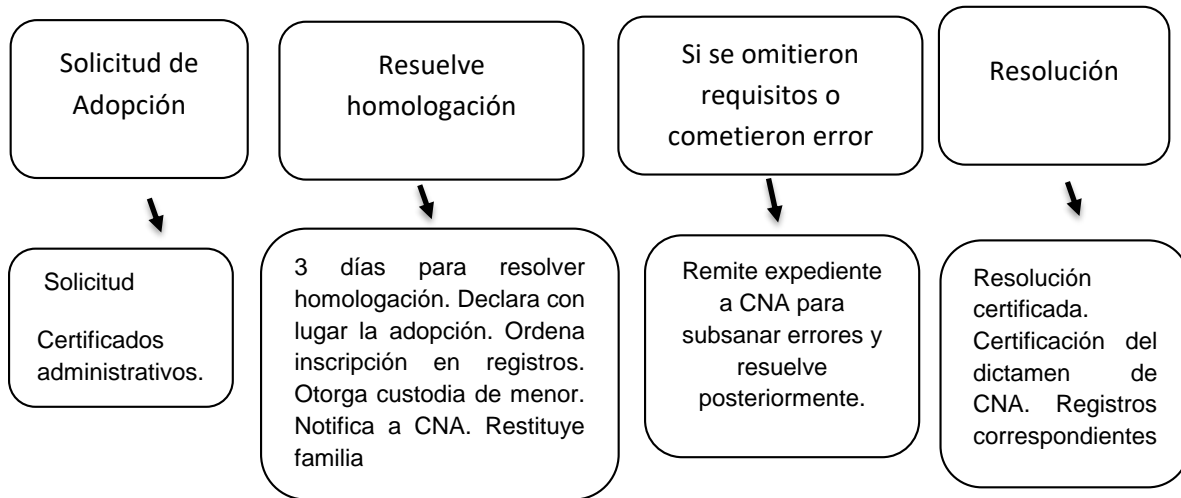 Solicitud de
Adopción
Resuelve
homologación
Si se omitieron
requisitos o
cometieron error
Resolución
Solicitud
Certificados
administrativos.
3 días para resolver
homologación. Declara con
lugar la adopción. Ordena
inscripción en registros.
Otorga custodia de menor.
Notifica a CNA. Restituye
familia
Remite expediente
a CNA para
subsanar errores y
resuelve
posteriormente.
Resolución
certificada.
Certificación del
dictamen de
CNA. Registros
correspondientes